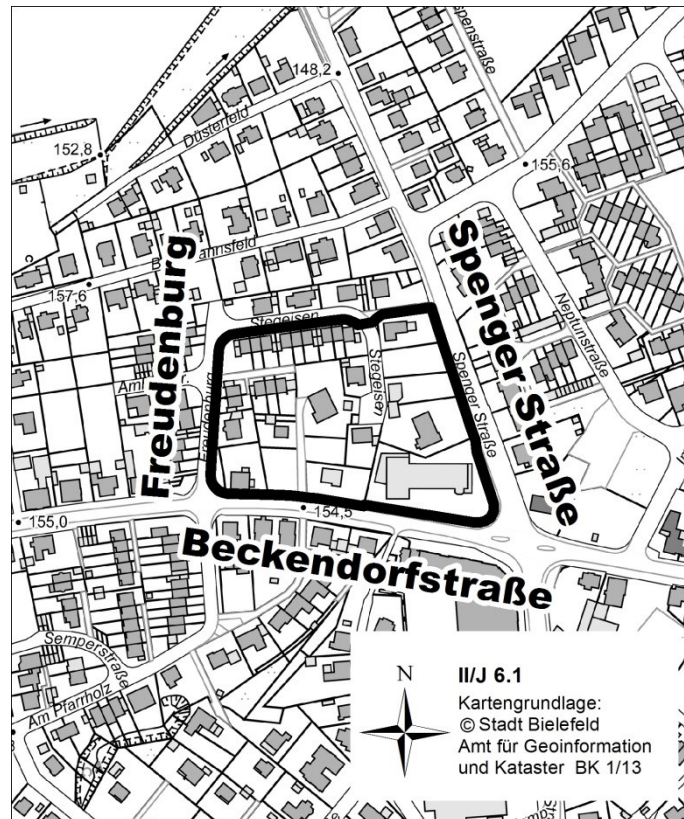 148,2
Düsterfeld
152,8
155,6
157,6
Neptunstraße
Stegeisen
Stegeisen
Spenger Straße
Freudenburg
Freudenburg
Spenger Straße
155,0
154,5
Beckendorfstraße
Semperstraße
Am Pfarrholz
N
II/J 6.1
Kartengrundlage:
© Stadt Bielefeld
Amt für Geoinformation
und Kataster BK 1/13